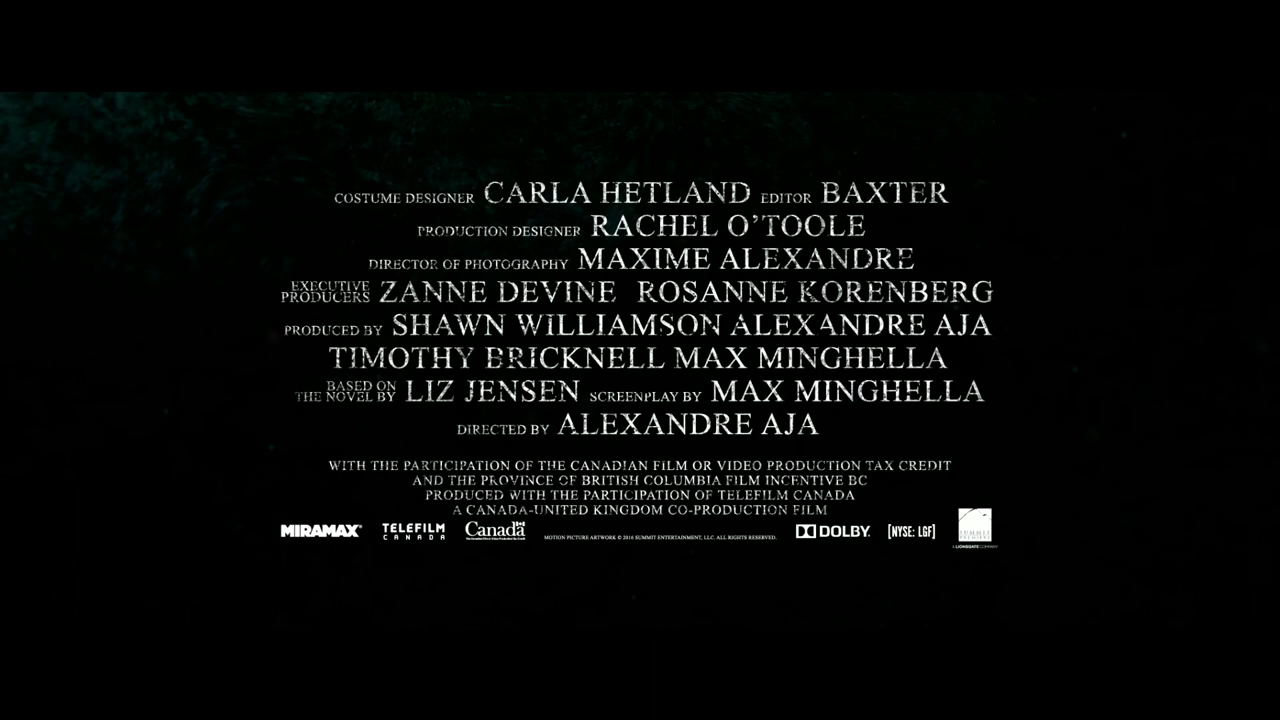 COSTUME DESIGNER CARLA HETLAND EDITOR BAXTER
PRODUCTION DESIGNER RACHEL O'TOOLE
DIRECTOR OF PHOTOGRAPHY MAXIME ALEXANDRE
EXECUTIVE PRODUCERS ZANNE DEVINE ROSANNE KORENBERG
PRODUCED BY SHAWN WILLIAMSON ALEXANDRE AJA
TIMOTHY BRICKNELL MAX MINGHELLA
BASED ON THE NOVEL BY LIZ JENSEN SCREENPLAY BY MAX MINGHELLA
DIRECTED BY ALEXANDRE AJA
WITH THE PARTICIPATION OF THE CANADIAN FILM OR VIDEO PRODUCTION TAX CREDIT
AND THE PROVINCE OF BRITISH COLUMBIA FILM INCENTIVE BC
PRODUCED WITH THE PARTICIPATION OF TELEFILM CANADA
A CANADA-UNITED KINGDOM CO-PRODUCTION FILM
MIRAMAX® TELEFILM CANADA Canada MOTION PICTURE ARTWORK © 2016 SUMMIT ENTERTAINMENT, LLC. ALL RIGHTS RESERVED. DOLBY. [NYSE: LGF] SUMMIT
A LIONSGATE COMPANY